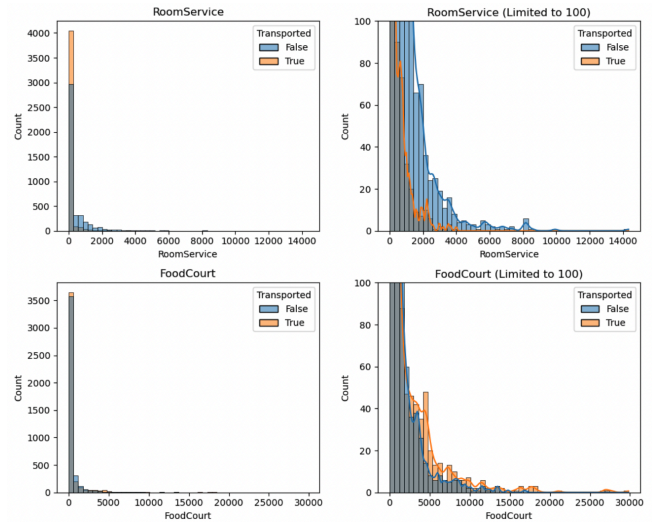 RoomService
Count
4000
3500
3000
2500
2000
1500
1000
500
0
0 2000 4000 6000 8000 10000 12000 14000
RoomService
Transported
False
True
RoomService (Limited to 100)
Count
100
80
60
40
20
0
0 2000 4000 6000 8000 10000 12000 14000
RoomService
Transported
False
True
FoodCourt
Count
3500
3000
2500
2000
1500
1000
500
0
0 5000 10000 15000 20000 25000 30000
FoodCourt
Transported
False
True
FoodCourt (Limited to 100)
Count
100
80
60
40
20
0
0 5000 10000 15000 20000 25000 30000
FoodCourt
Transported
False
True